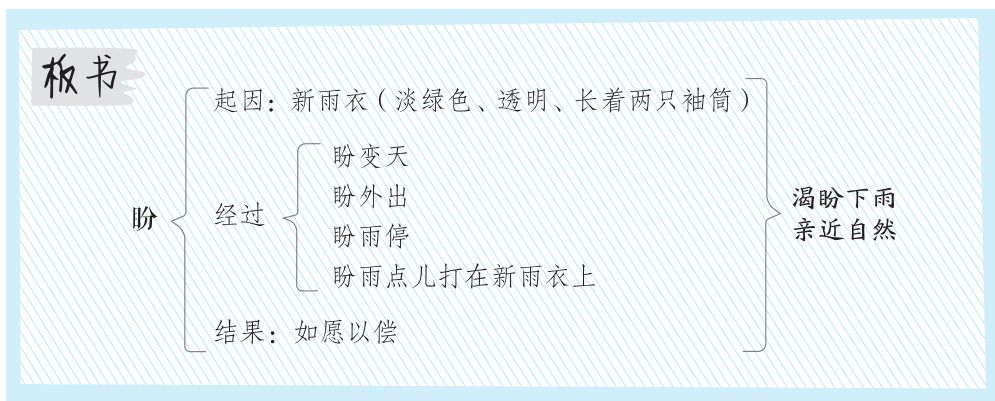 板书
盼
起因：新雨衣（淡绿色、透明、长着两只袖筒）
经过
盼变天
盼外出
盼雨停
盼雨点儿打在新雨衣上
结果：如愿以偿
渴盼下雨
亲近自然